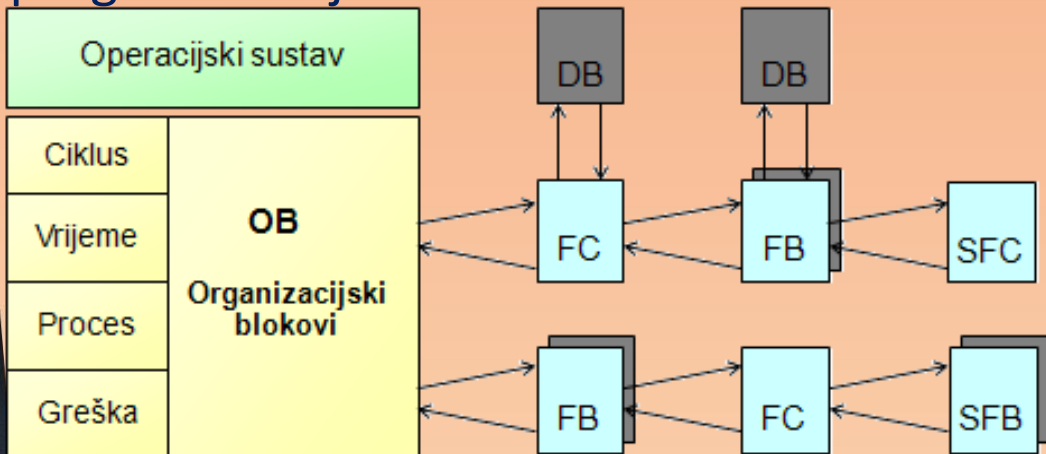 Operacijski sustav
DB
DB
Ciklus
Vrijeme
Proces
Greška
OB
Organizacijski
blokovi
FC
FB
SFC
FB
FC
SFB